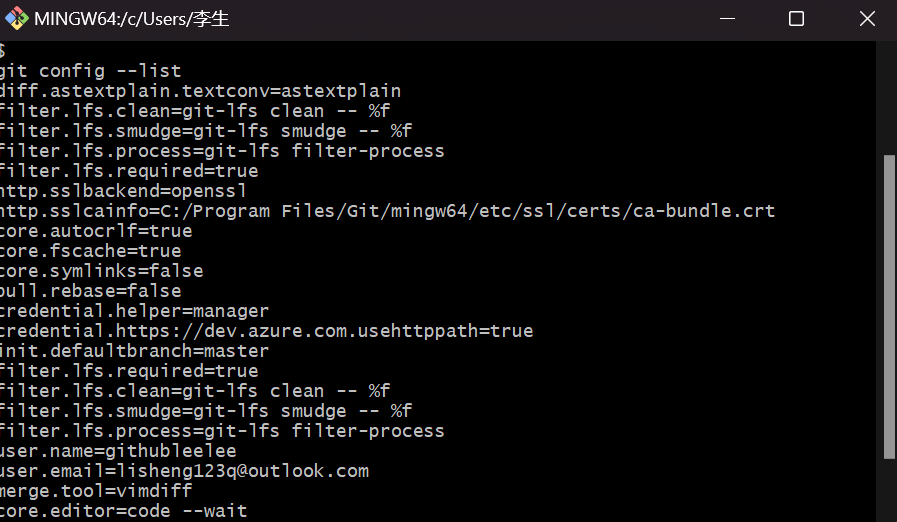 MINGW64:/c/Users/李生
$
git config --list
diff.astextplain.textconv=astextplain
filter.lfs.clean=git-lfs clean -- %f
filter.lfs.smudge=git-lfs smudge -- %f
filter.lfs.process=git-lfs filter-process
filter.lfs.required=true
http.sslbackend=openssl
http.sslcainfo=C:/Program Files/Git/mingw64/etc/ssl/certs/ca-bundle.crt
core.autocrlf=true
core.fscache=true
core.symlinks=false
pull.rebase=false
credential.helper=manager
credential.https://dev.azure.com.usehttppath=true
init.defaultbranch=master
filter.lfs.required=true
filter.lfs.clean=git-lfs clean -- %f
filter.lfs.smudge=git-lfs smudge -- %f
filter.lfs.process=git-lfs filter-process
user.name=githubleelee
user.email=lisheng123q@outlook.com
merge.tool=vimdiff
core.editor=code --wait